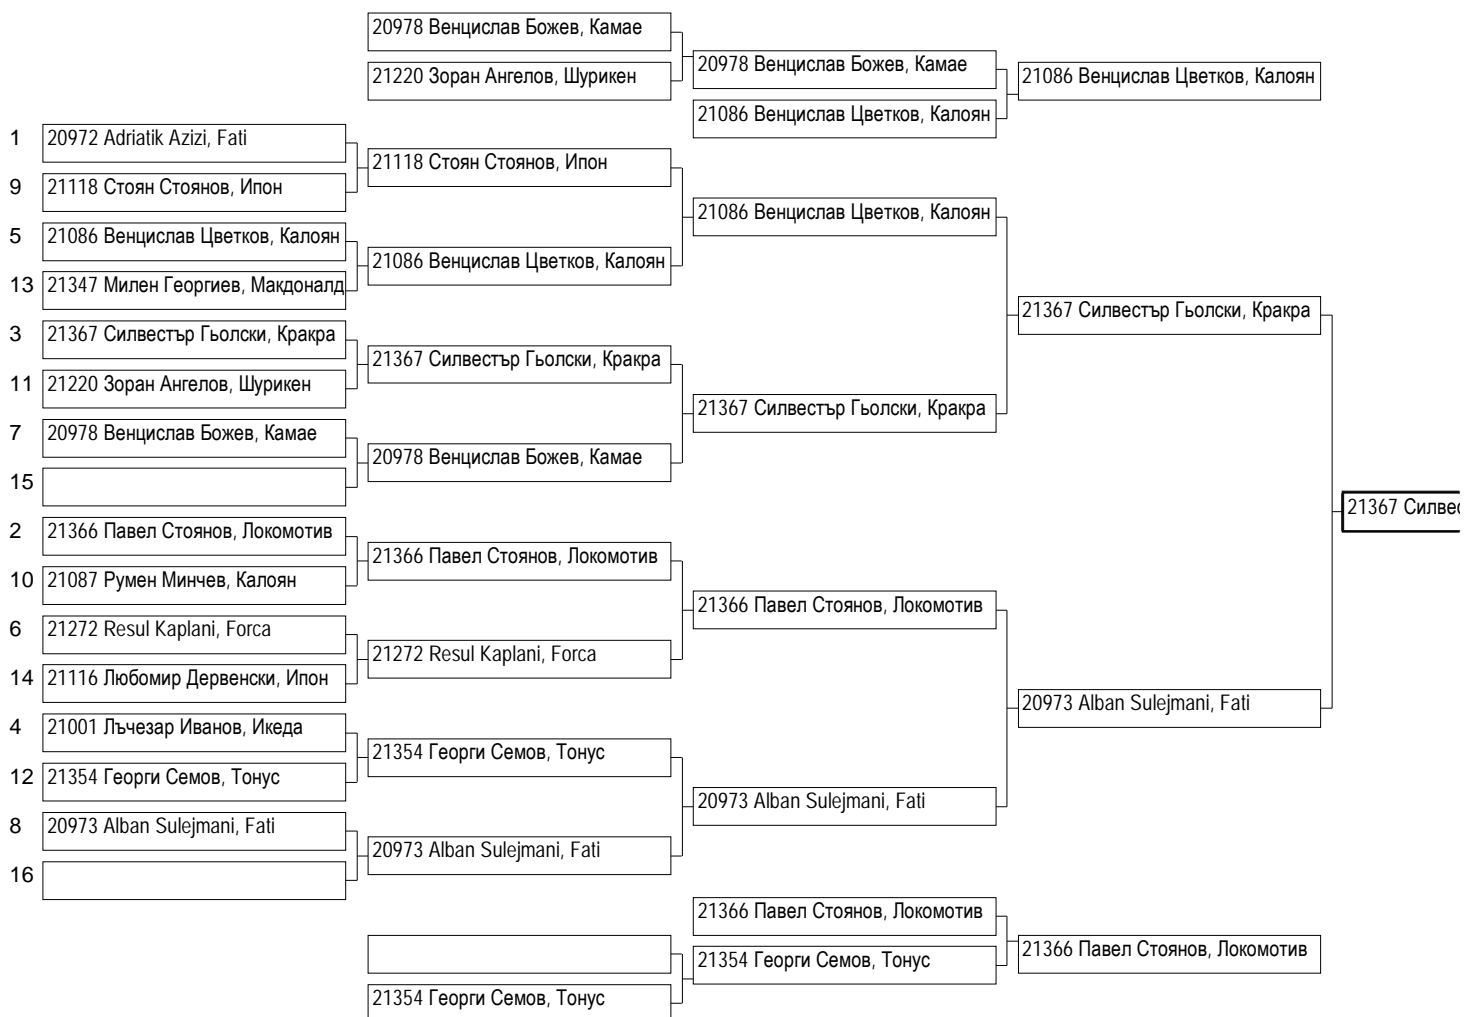 20978 Венцислав Божев, Камае
21220 Зоран Ангелов, Шурикен
20978 Венцислав Божев, Камае
21086 Венцислав Цветков, Калоян
21086 Венцислав Цветков, Калоян
1 20972 Adriatik Azizi, Fati
9 21118 Стоян Стоянов, Ипон
5 21086 Венцислав Цветков, Калоян
13 21347 Милен Георгиев, Макдоналд
3 21367 Силвестър Гьолски, Кракра
11 21220 Зоран Ангелов, Шурикен
7 20978 Венцислав Божев, Камае
15
2 21366 Павел Стоянов, Локомотив
10 21087 Румен Минчев, Калоян
6 21272 Resul Kaplani, Forca
14 21116 Любомир Дервенски, Ипон
4 21001 Лъчезар Иванов, Икеда
12 21354 Георги Семов, Тонус
8 20973 Alban Sulejmani, Fati
16
21118 Стоян Стоянов, Ипон
21086 Венцислав Цветков, Калоян
21367 Силвестър Гьолски, Кракра
20978 Венцислав Божев, Камае
21366 Павел Стоянов, Локомотив
21272 Resul Kaplani, Forca
21354 Георги Семов, Тонус
20973 Alban Sulejmani, Fati
21086 Венцислав Цветков, Калоян
21367 Силвестър Гьолски, Кракра
21366 Павел Стоянов, Локомотив
20973 Alban Sulejmani, Fati
21367 Силвестър Гьолски, Кракра
20973 Alban Sulejmani, Fati
21367
21354 Георги Семов, Тонус
21366 Павел Стоянов, Локомотив
21354 Георги Семов, Тонус
21366 Павел Стоянов, Локомотив